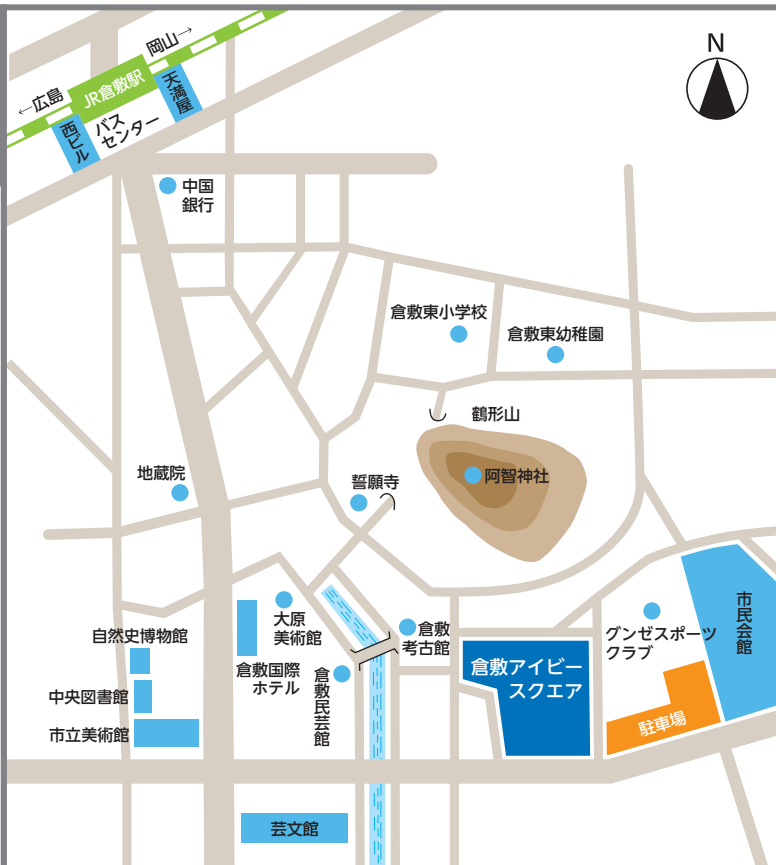 岡山→
←広島
JR倉敷駅
天満屋
西ビル
バス
センター
N
中国
銀行
倉敷東小学校
倉敷東幼稚園
鶴形山
阿智神社
地蔵院
誓願寺
大原
美術館
倉敷
考古館
グンゼスポーツ
クラブ
市民会館
自然史博物館
倉敷国際
ホテル
倉敷民芸館
倉敷アイビー
スクエア
中央図書館
市立美術館
駐車場
芸文館